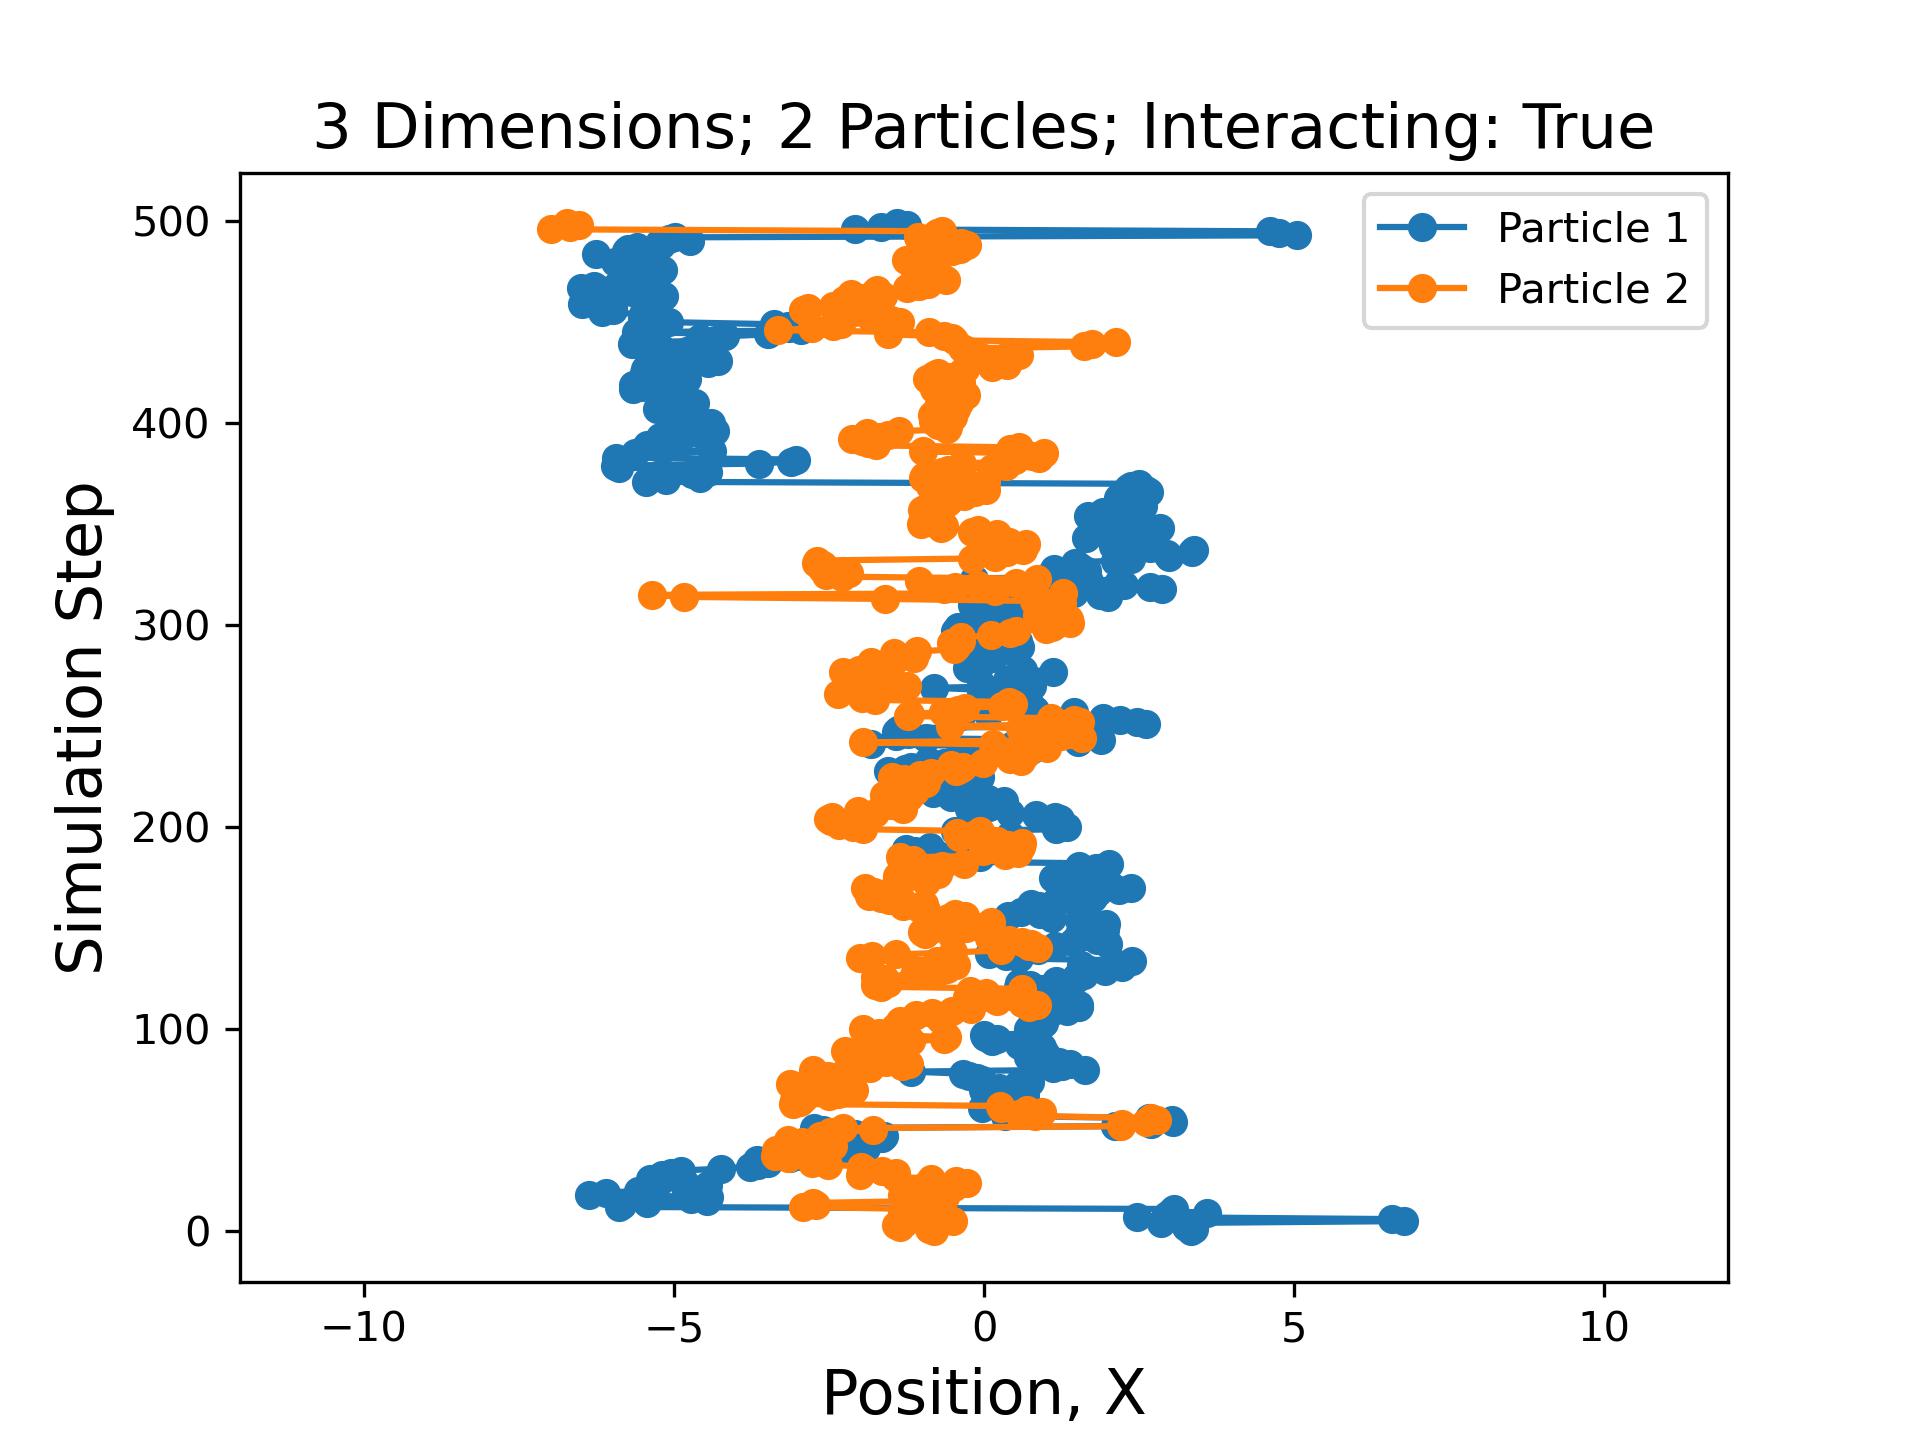 3 Dimensions; 2 Particles; Interacting: True
Particle 1
Particle 2
Simulation Step
500
400
300
200
100
0
−10 −5 0 5 10
Position, X